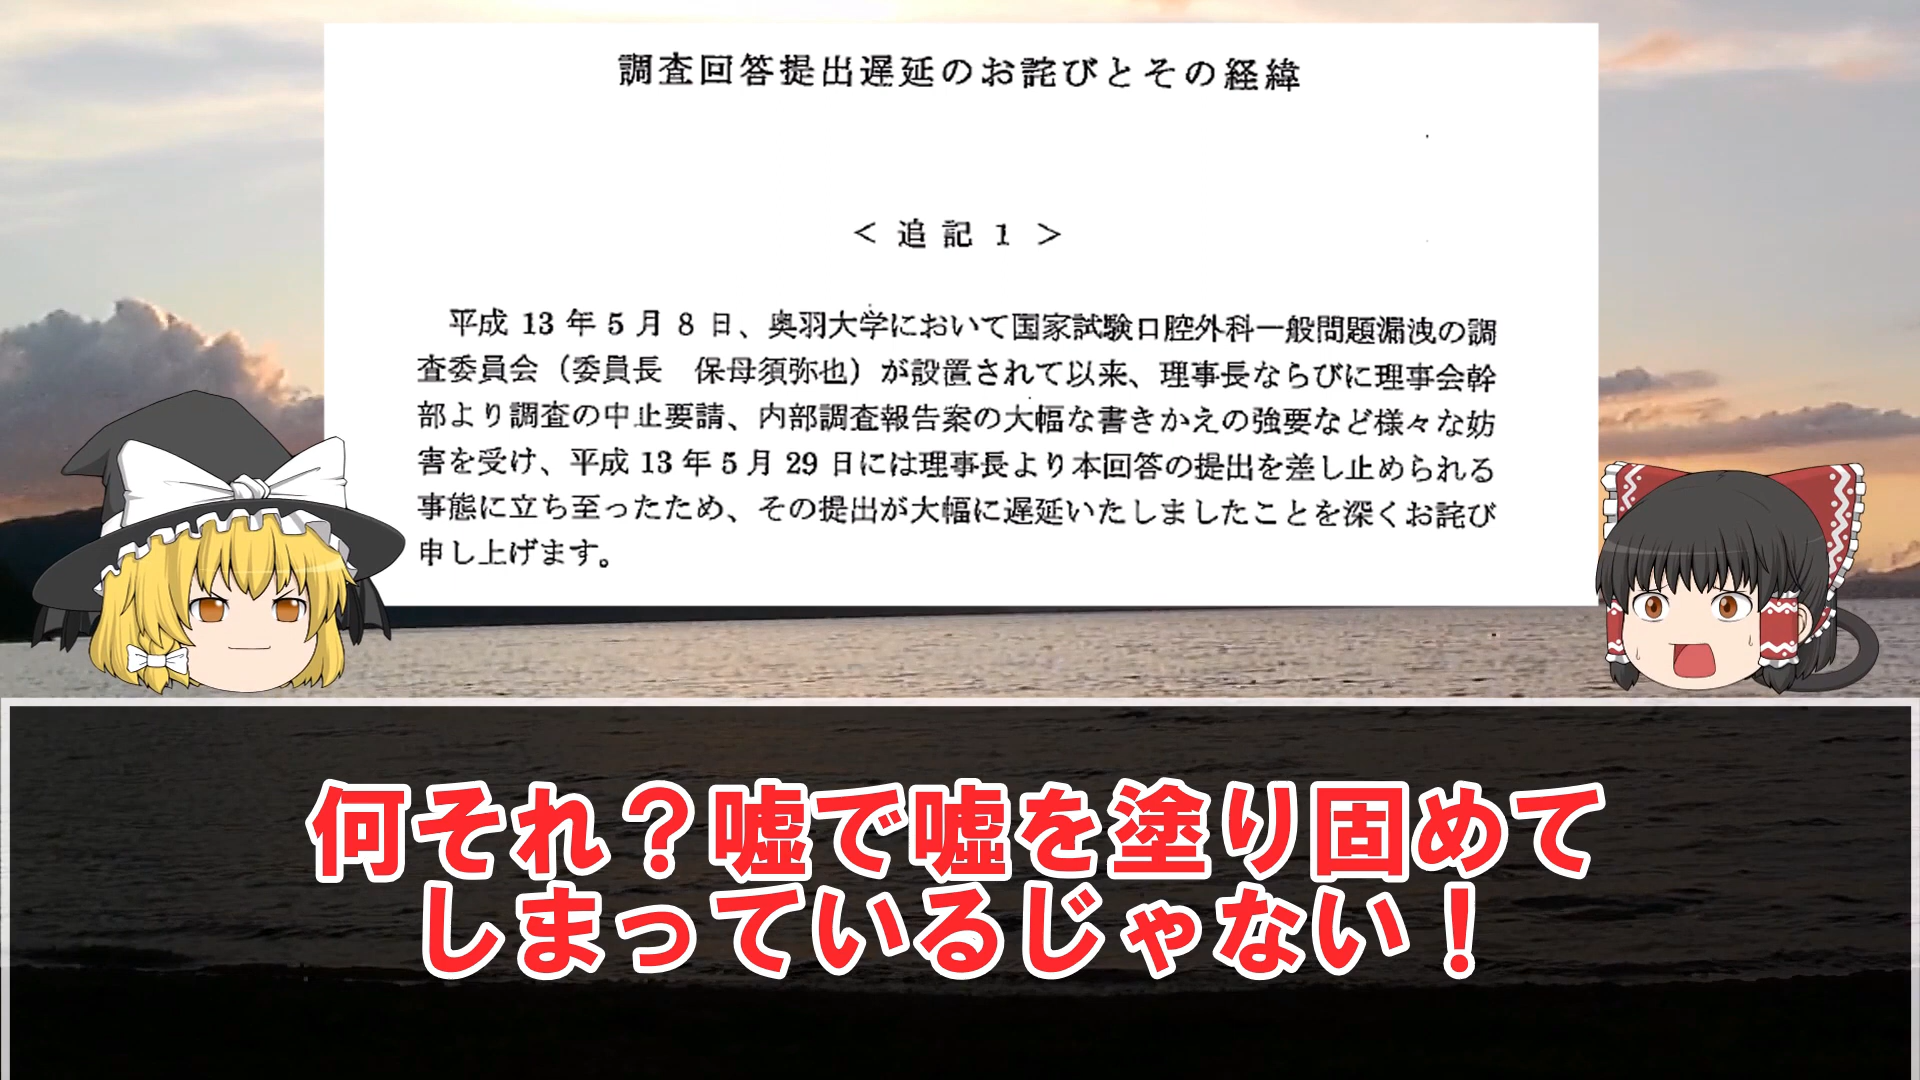 調査回答提出遅延のお詫びとその経緯
＜ 追 記 1 ＞
平成 13 年 5 月 8 日、奥羽大学において国家試験口腔外科一般問題漏洩の調
査委員会（委員長　保母須弥也）が設置されて以来、理事長ならびに理事会幹
部より調査の中止要請、内部調査報告案の大幅な書きかえの強要など様々な妨
害を受け、平成 13 年 5 月 29 日には理事長より本回答の提出を差し止められる
事態に立ち至ったため、その提出が大幅に遅延いたしましたことを深くお詫び
申し上げます。
何それ？嘘で嘘を塗り固めて
しまっているじゃない！